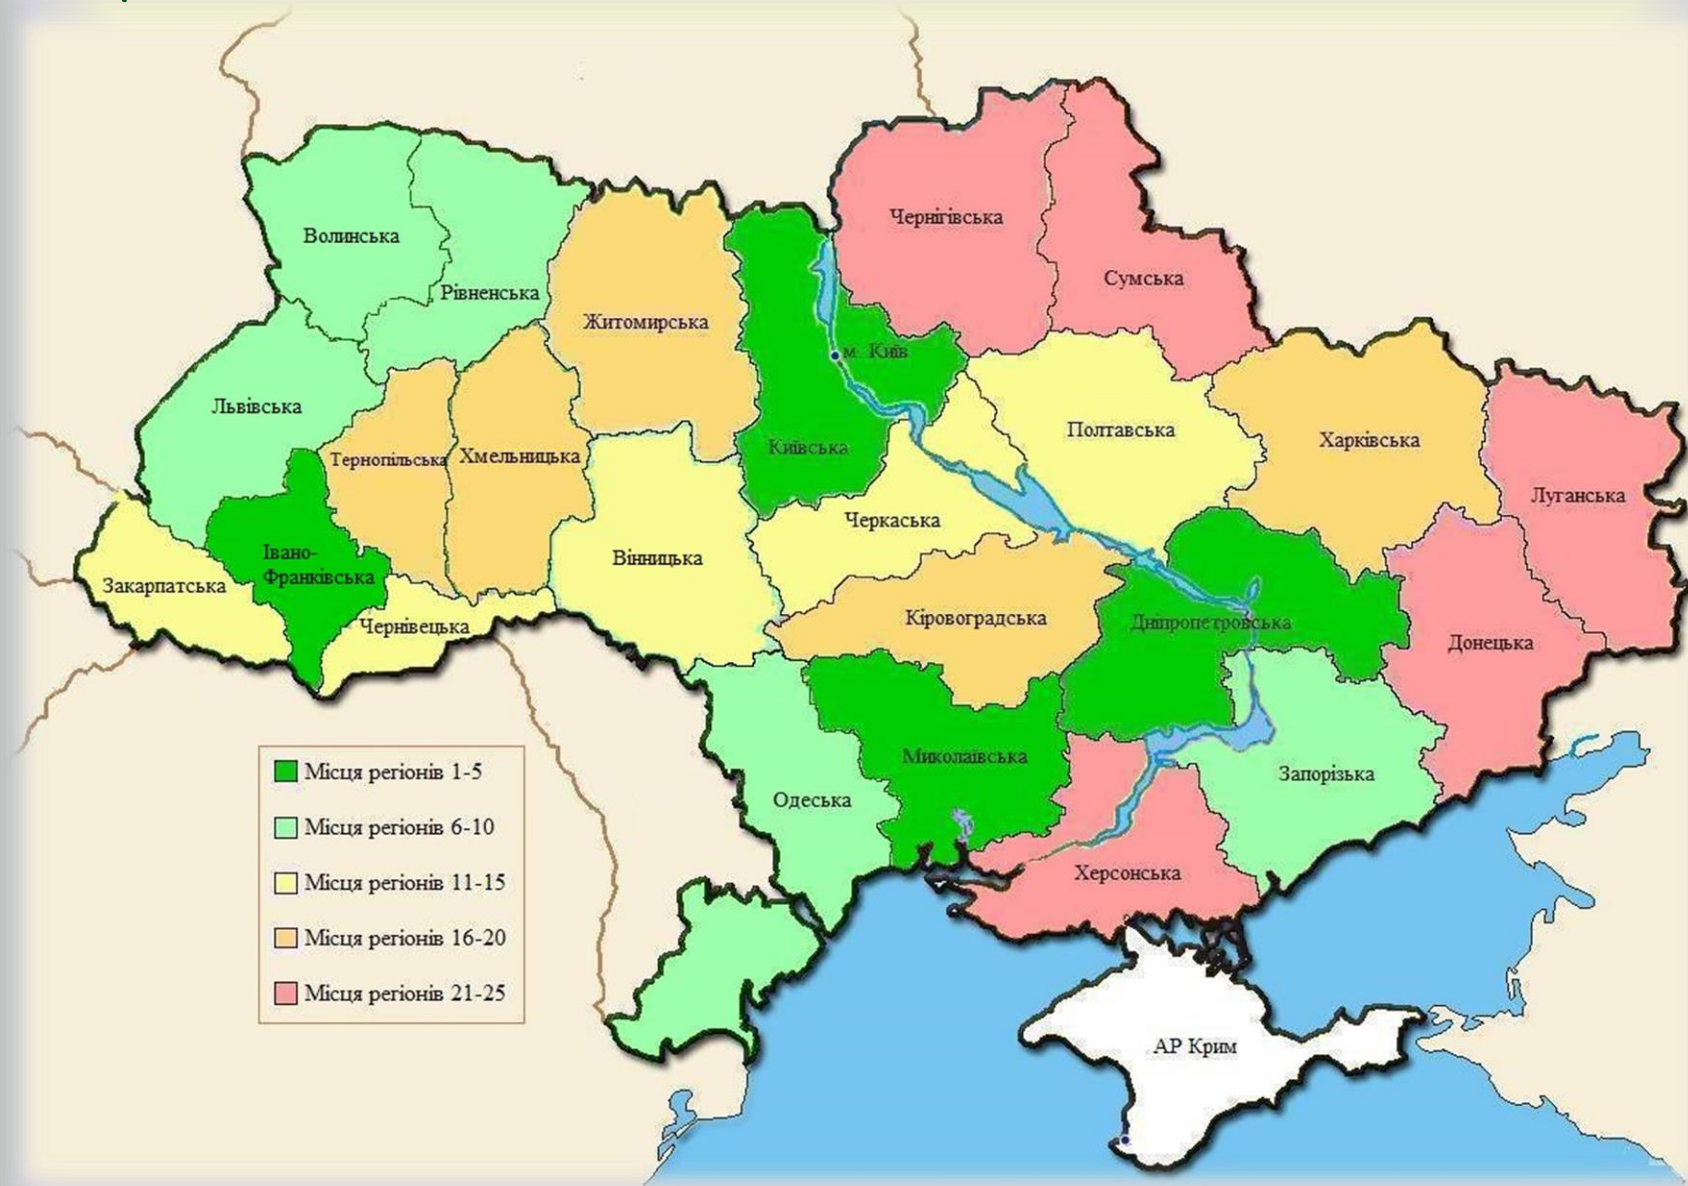 Чернігівська
Волинська
Сумська
Рівненська
Житомирська
м. Київ
Львівська
Полтавська
Харківська
Київська
Тернопільська
Хмельницька
Луганська
Черкаська
Івано-
Франківська
Вінницька
Закарпатська
Кіровоградська
Дніпропетровська
Чернівецька
Донецька
Миколаївська
Запорізька
Одеська
Херсонська
АР Крим
Місця регіонів 1-5
Місця регіонів 6-10
Місця регіонів 11-15
Місця регіонів 16-20
Місця регіонів 21-25